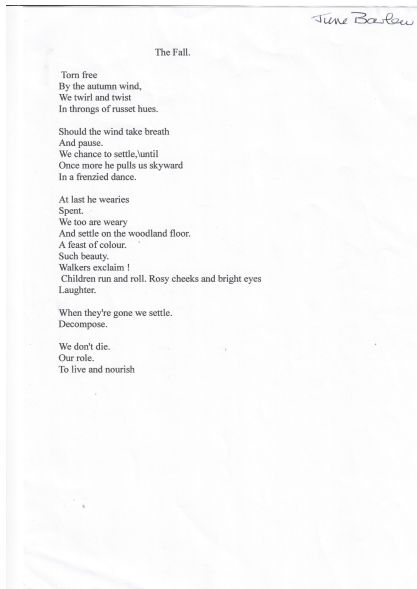 June Barlow
The Fall.
Torn free
By the autumn wind,
We twirl and twist
In throngs of russet hues.
Should the wind take breath
And pause.
We chance to settle,\until
Once more he pulls us skyward
In a frenzied dance.
At last he wearies
Spent.
We too are weary
And settle on the woodland floor.
A feast of colour.
Such beauty.
Walkers exclaim !
Children run and roll. Rosy cheeks and bright eyes
Laughter.
When they're gone we settle.
Decompose.
We don't die.
Our role.
To live and nourish